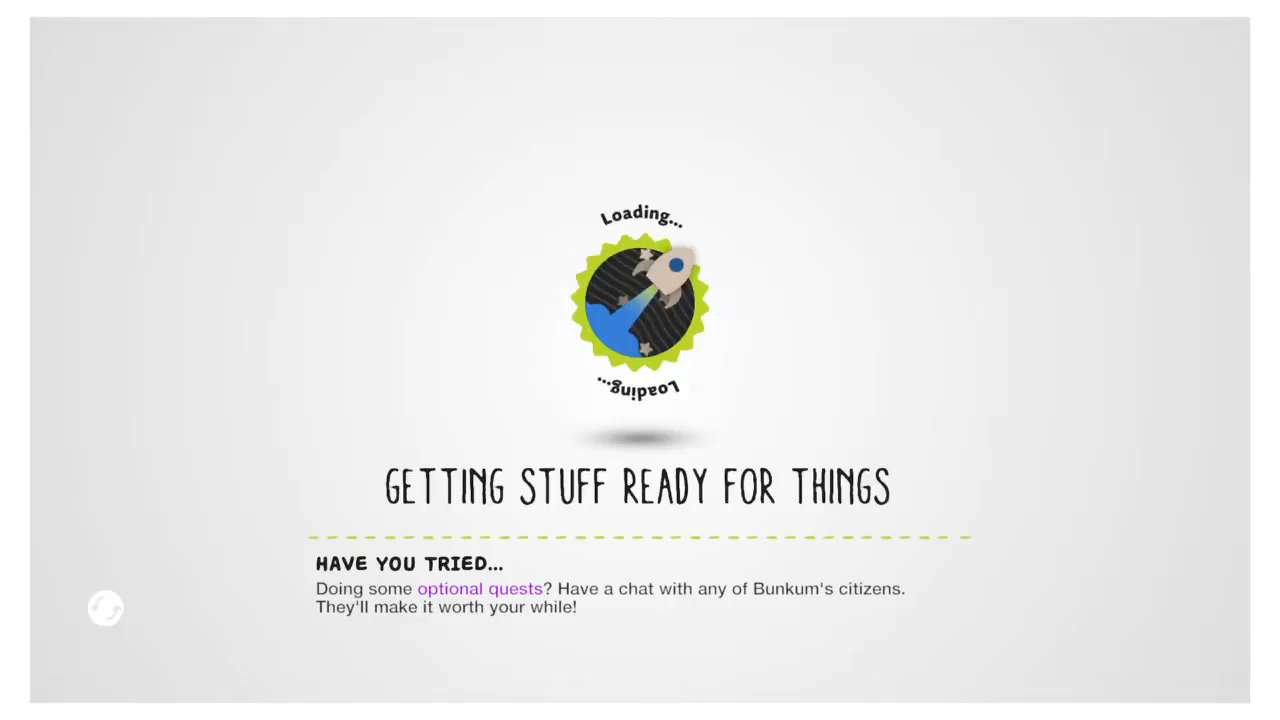 Loading...
Loading...
GETTING STUFF READY FOR THINGS
HAVE YOU TRIED...
Doing some optional quests? Have a chat with any of Bunkum's citizens.
They'll make it worth your while!